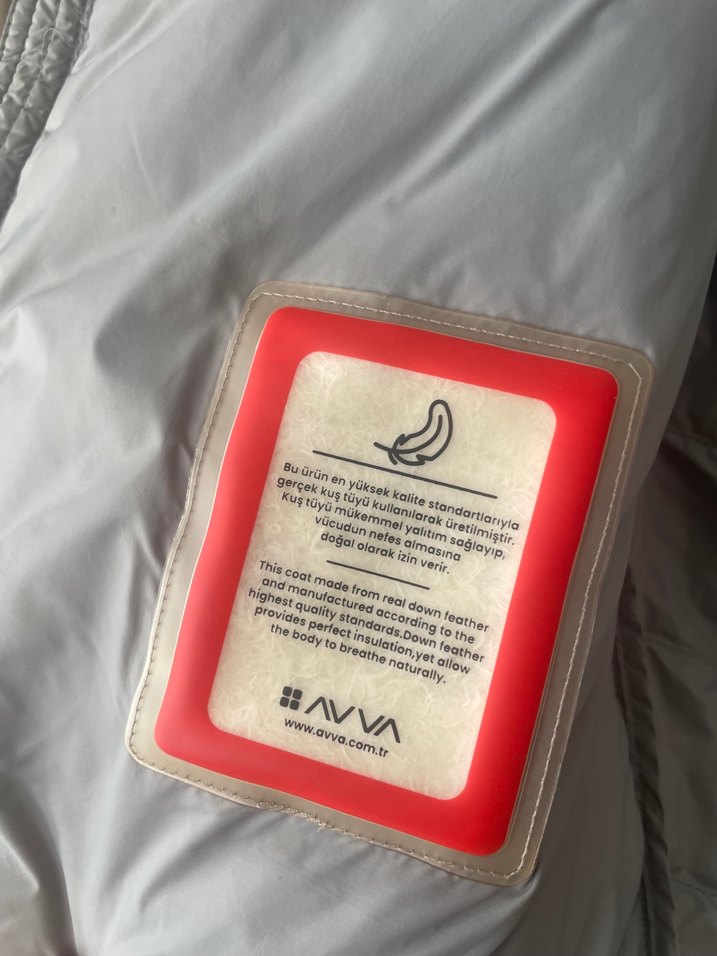 Bu ürün en yüksek kalite standartlarıyla
gerçek kuş tüyü kullanılarak üretilmiştir.
Kuş tüyü mükemmel yalıtım sağlayıp,
vücudun nefes almasına
doğal olarak izin verir.
This coat made from real down feather
and manufactured according to the
highest quality standards.Down feather
provides perfect insulation,yet allow
the body to breathe naturally.
AVVA
www.avva.com.tr